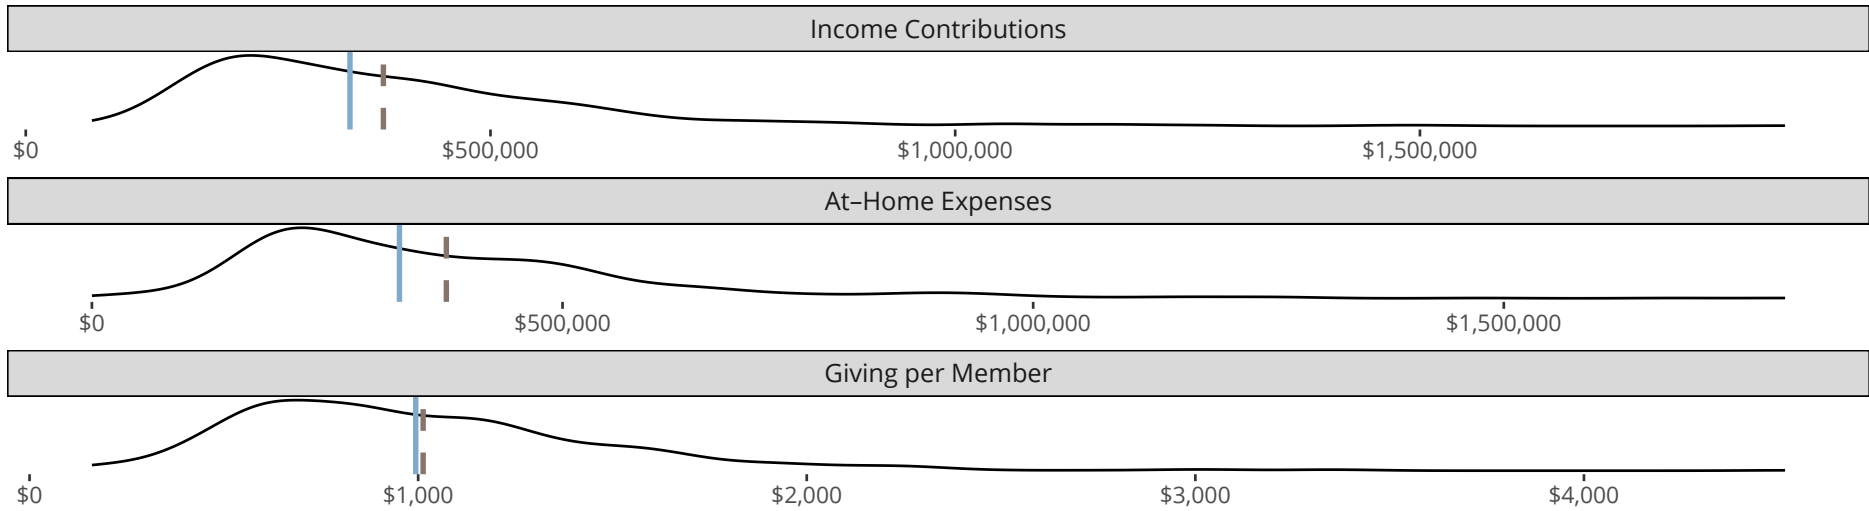 Income Contributions
$0 $500,000 $1,000,000 $1,500,000
At–Home Expenses
$0 $500,000 $1,000,000 $1,500,000
Giving per Member
$0 $1,000 $2,000 $3,000 $4,000